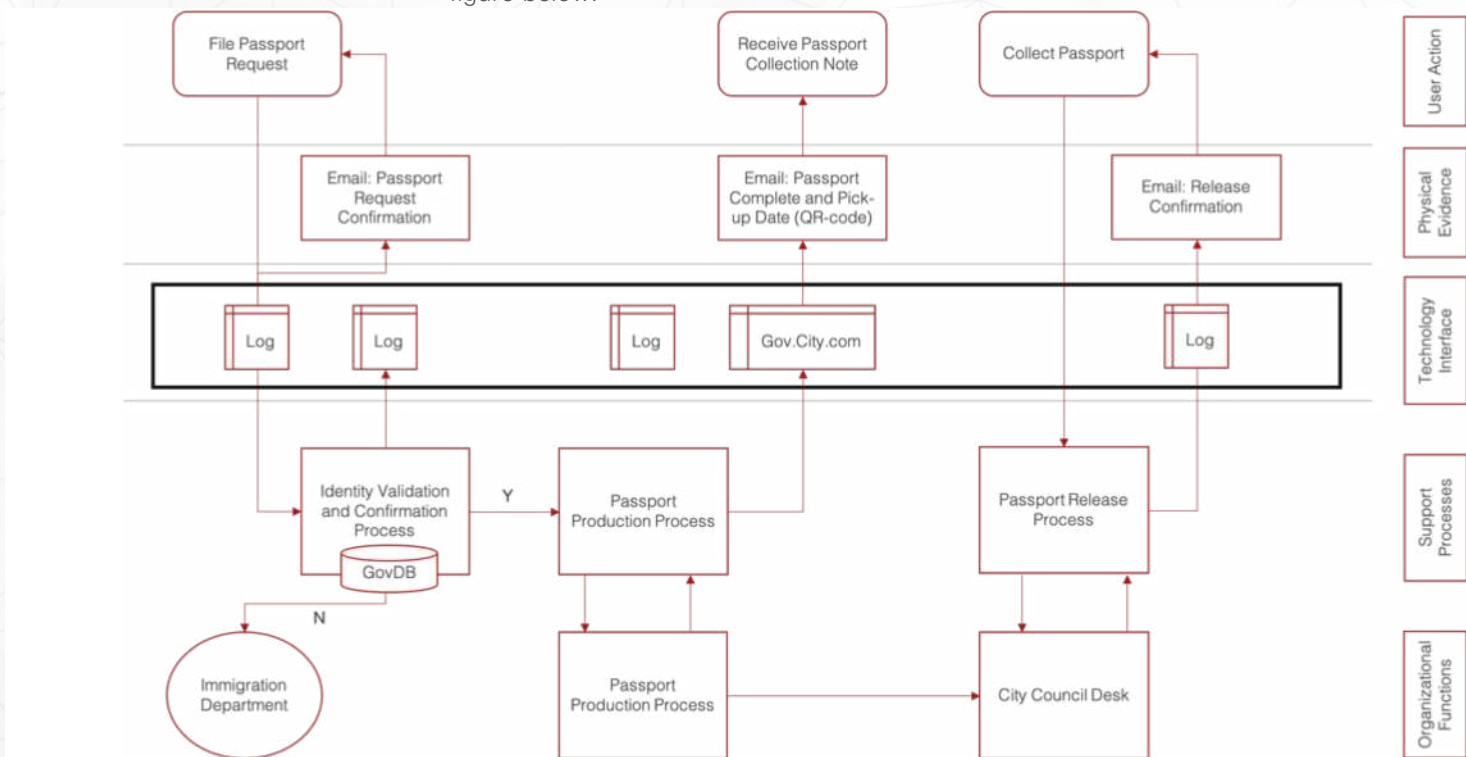 figure below.
File Passport
Request
Receive Passport
Collection Note
Collect Passport
User Action
Email: Passport
Request
Confirmation
Email: Passport
Complete and Pick-
up Date (QR-code)
Email: Release
Confirmation
Physical
Evidence
Log
Log
Log
Gov.City.com
Log
Technology
Interface
Identity Validation
and Confirmation
Process
GovDB
Y
Passport
Production Process
Passport Release
Process
Support
Processes
N
Immigration
Department
Passport
Production Process
City Council Desk
Organizational
Functions